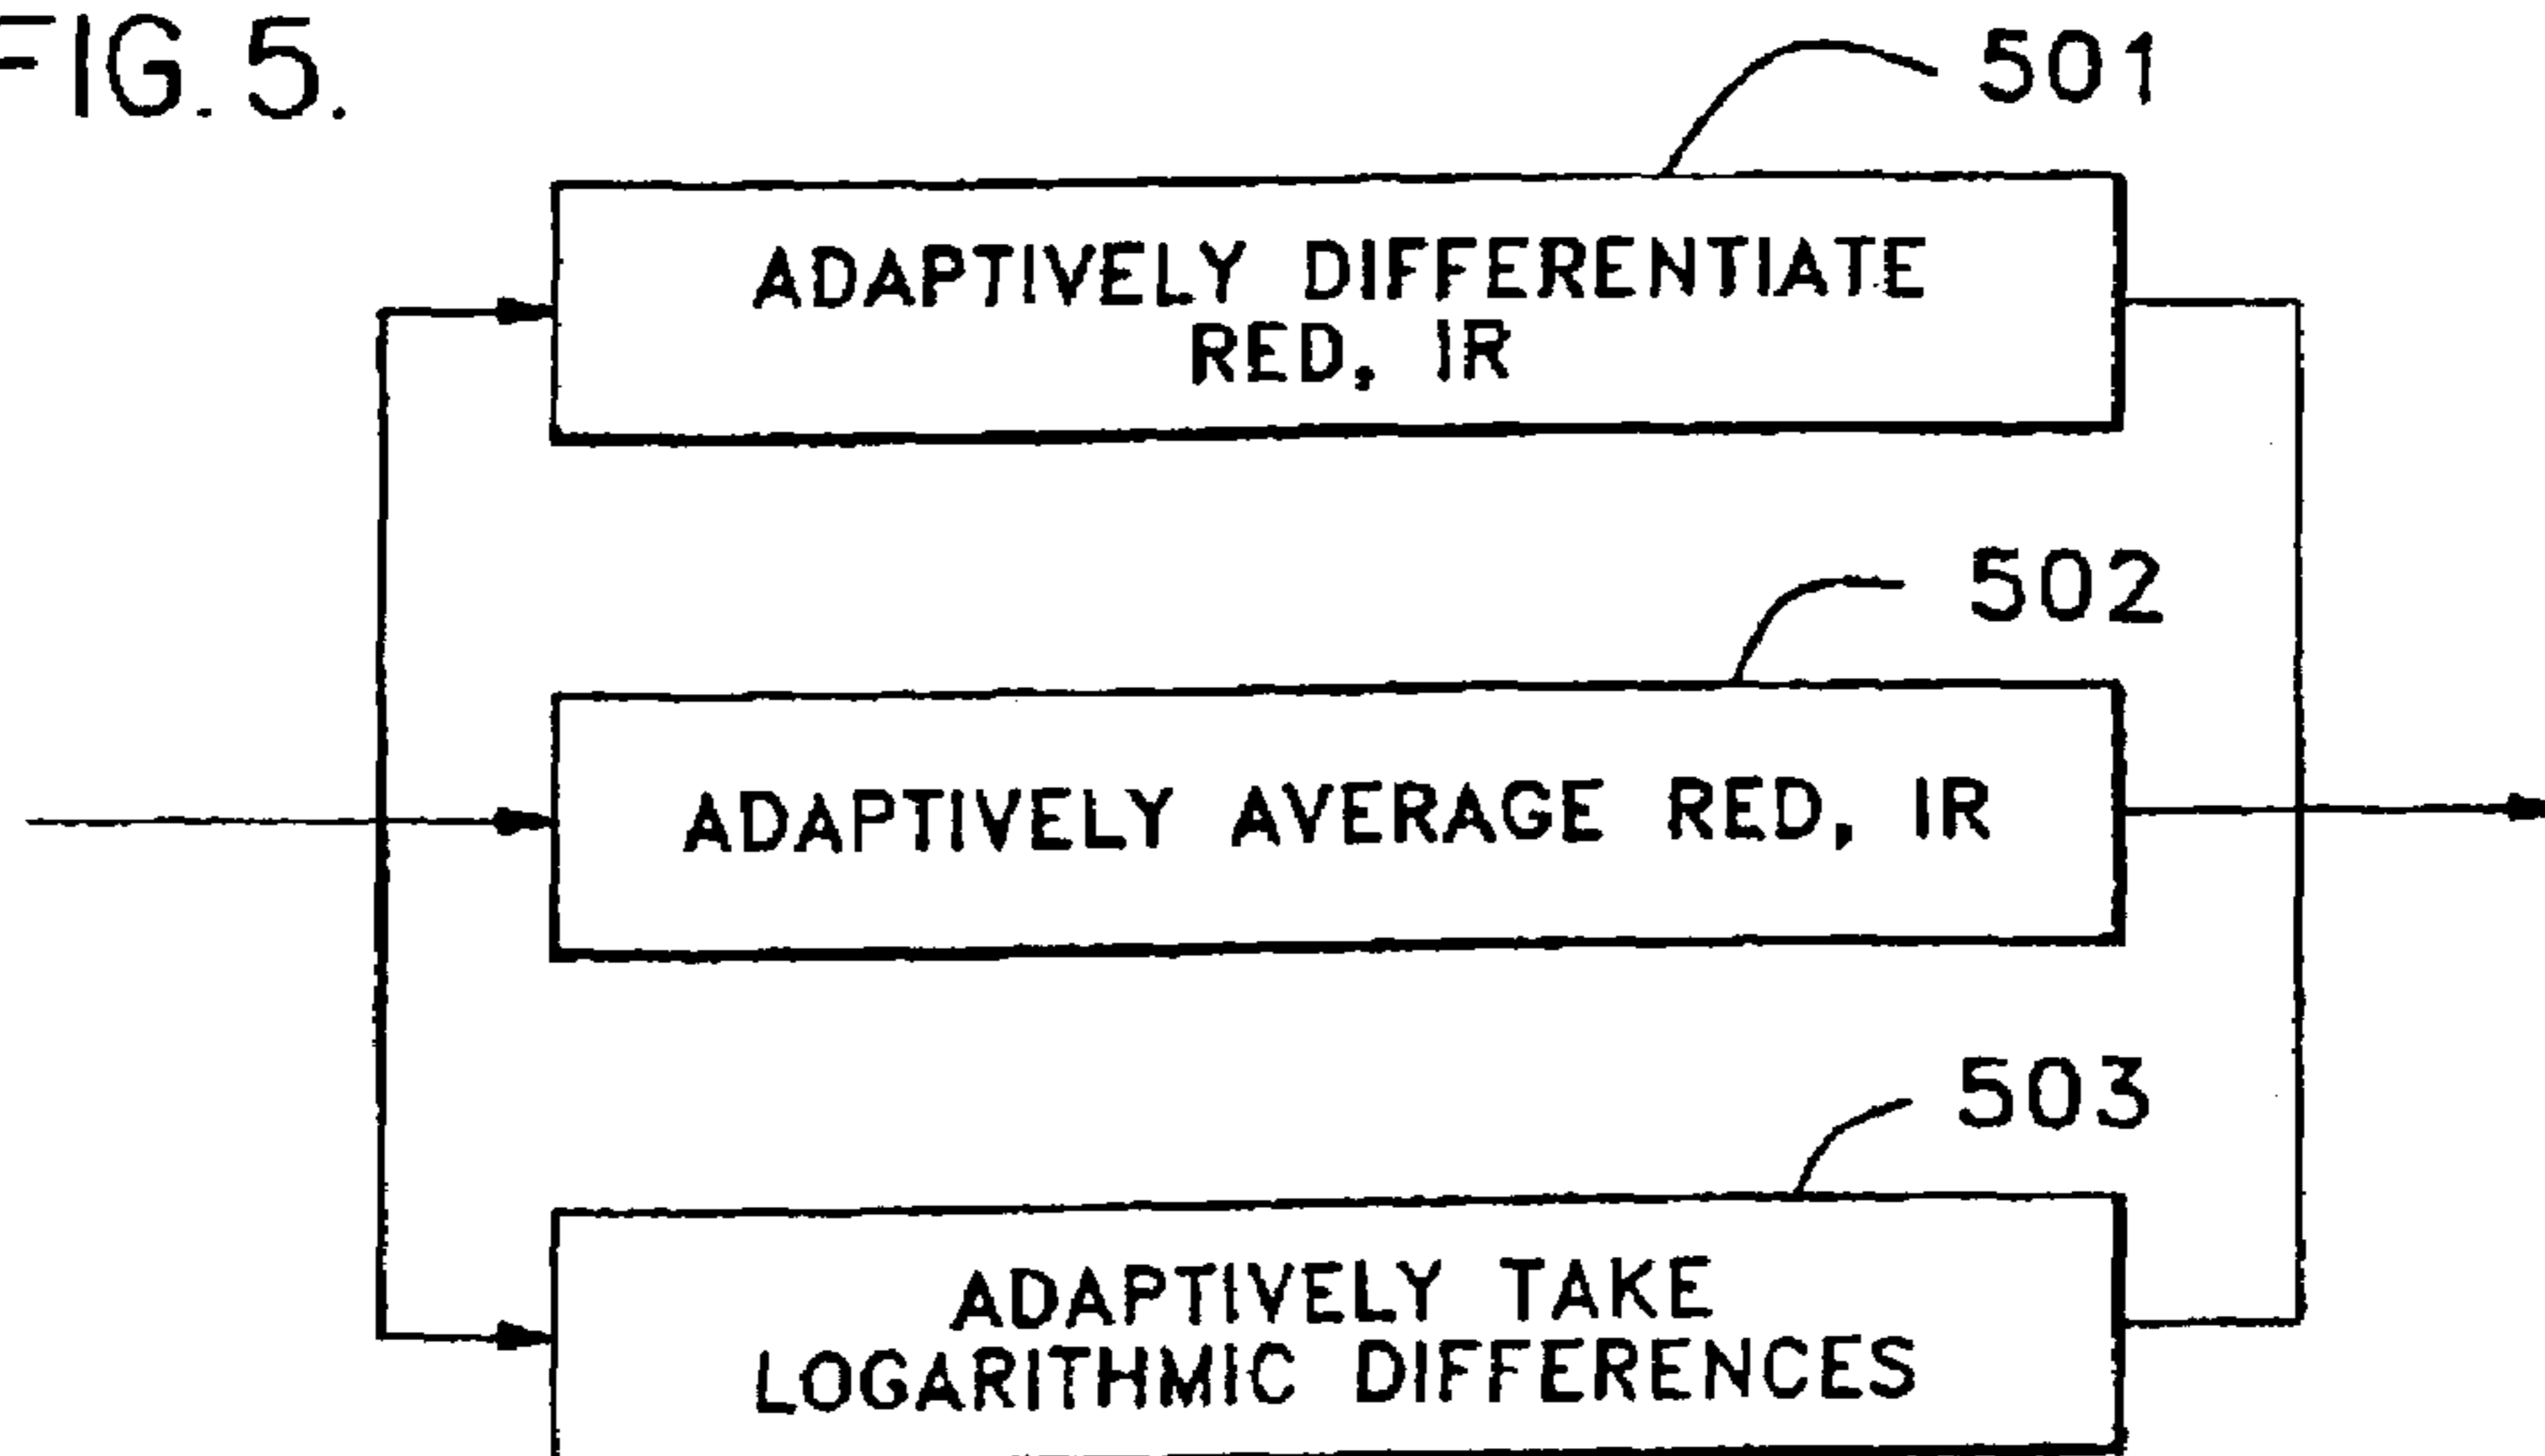 FIG. 5.
501
ADAPTIVELY DIFFERENTIATE
RED, IR
502
ADAPTIVELY AVERAGE RED, IR
503
ADAPTIVELY TAKE
LOGARITHMIC DIFFERENCES